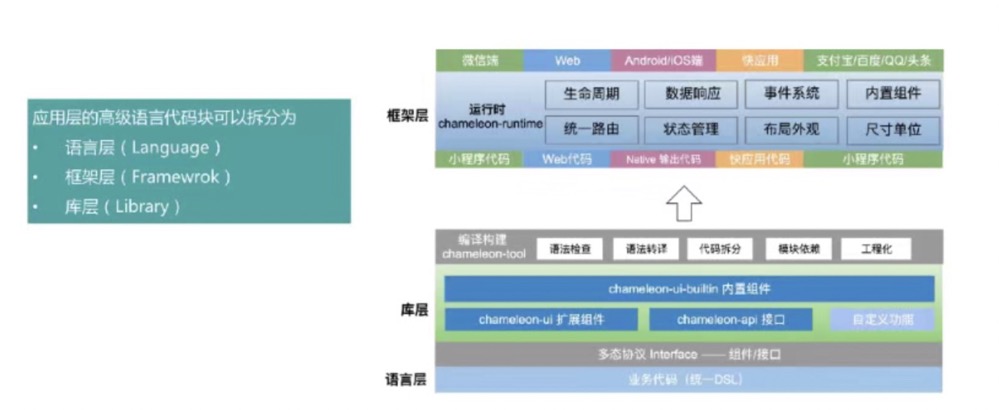 应用层的高级语言代码块可以拆分为
• 语言层（Language）
• 框架层（Framewrok）
• 库层（Library）
微信端 Web Android/iOS端 快应用 支付宝/百度/QQ/头条
框架层
运行时
chameleon-runtime
生命周期 数据响应 事件系统 内置组件
统一路由 状态管理 布局外观 尺寸单位
小程序代码 Web代码 Native 输出代码 快应用代码 小程序代码
编译构建
chameleon-tool
语法检查 语法转译 代码拆分 模块依赖 工程化
库层
chameleon-ui-builtin 内置组件
chameleon-ui 扩展组件 chameleon-api 接口 自定义功能
多态协议 Interface —— 组件/接口
语言层
业务代码（统一DSL）